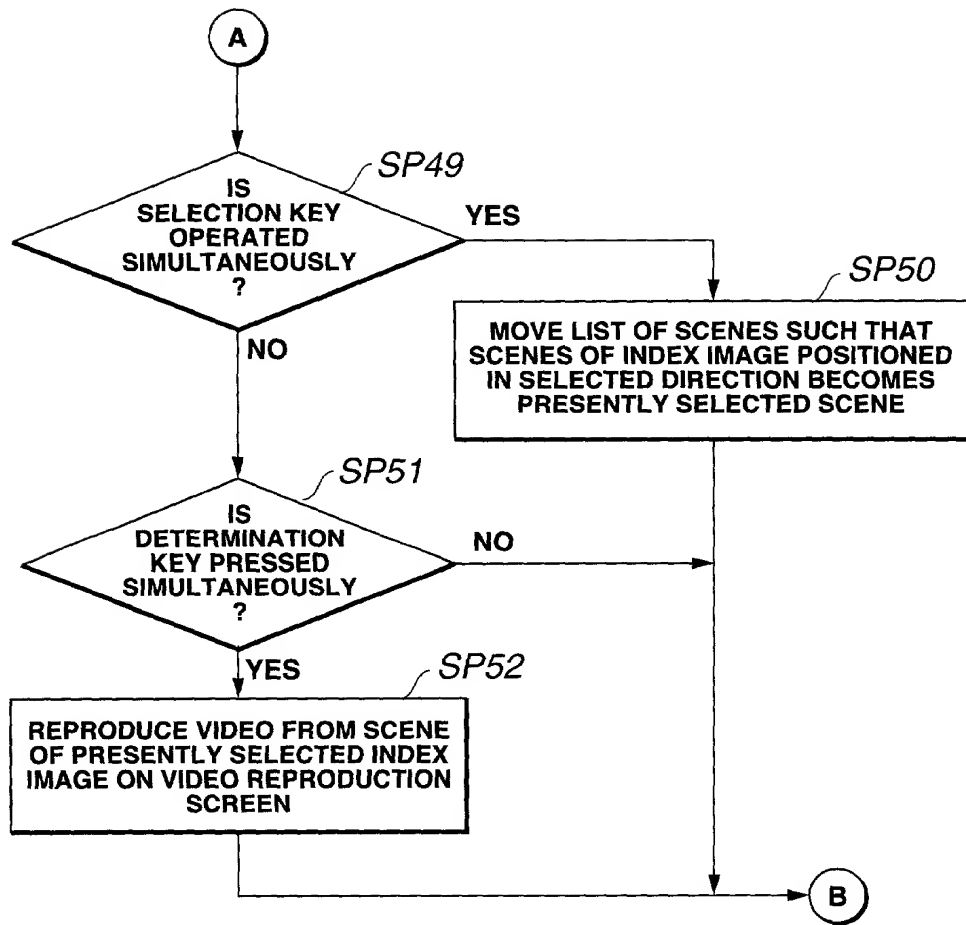 A
SP49
IS
SELECTION KEY
OPERATED
SIMULTANEOUSLY
?
YES
NO
SP50
MOVE LIST OF SCENES SUCH THAT
SCENES OF INDEX IMAGE POSITIONED
IN SELECTED DIRECTION BECOMES
PRESENTLY SELECTED SCENE
SP51
IS
DETERMINATION
KEY PRESSED
SIMULTANEOUSLY
?
NO
YES
SP52
REPRODUCE VIDEO FROM SCENE
OF PRESENTLY SELECTED INDEX
IMAGE ON VIDEO REPRODUCTION
SCREEN
B